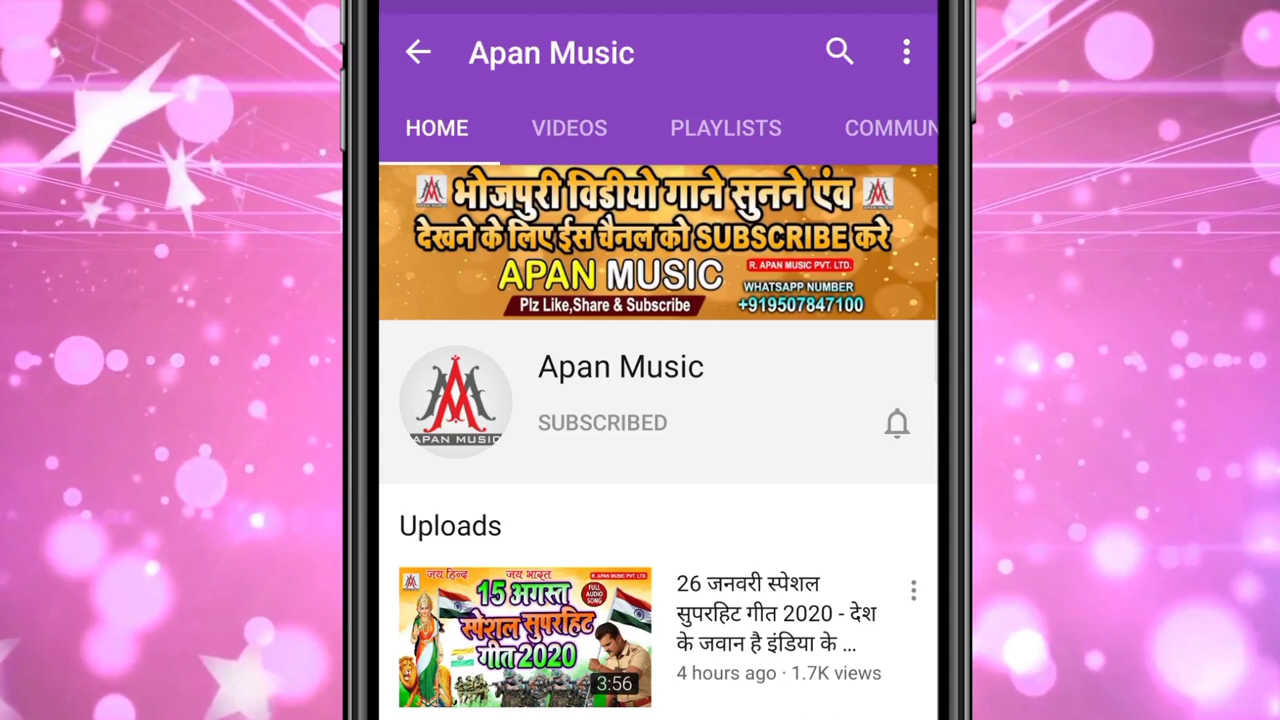 Apan Music
HOME VIDEOS PLAYLISTS COMMUN
भोजपुरी विडीयो गाने सुनने एंव
देखने के लिए ईस चैनल को SUBSCRIBE करे
APAN MUSIC
R. APAN MUSIC PVT. LTD.
Plz Like,Share & Subscribe
WHATSAPP NUMBER
+919507847100
Apan Music
APAN MUSIC
SUBSCRIBED
Uploads
जय हिन्द जय भारत
R. APAN MUSIC PVT. LTD
15 अगस्त
FULL
AUDIO
SONG
स्पेशल सुपरहिट
गीत 2020
3:56
26 जनवरी स्पेशल
सुपरहिट गीत 2020 - देश
के जवान है इंडिया के ...
4 hours ago · 1.7K views